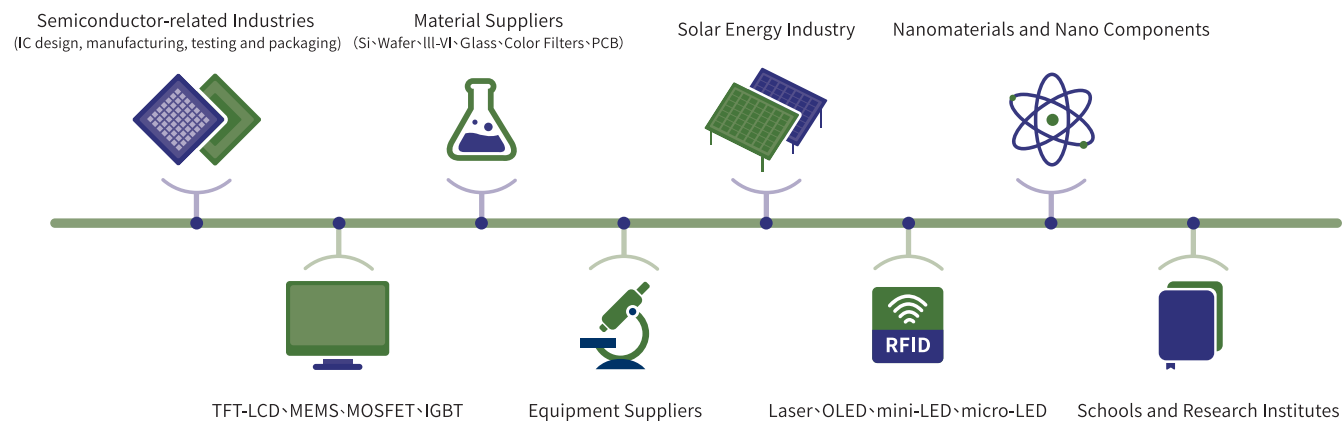 Semiconductor-related Industries
(IC design, manufacturing, testing and packaging)
Material Suppliers
(Si、Wafer、lll-VI、Glass、Color Filters、PCB)
Solar Energy Industry
Nanomaterials and Nano Components
RFID
TFT-LCD、MEMS、MOSFET、IGBT
Equipment Suppliers
Laser、OLED、mini-LED、micro-LED
Schools and Research Institutes